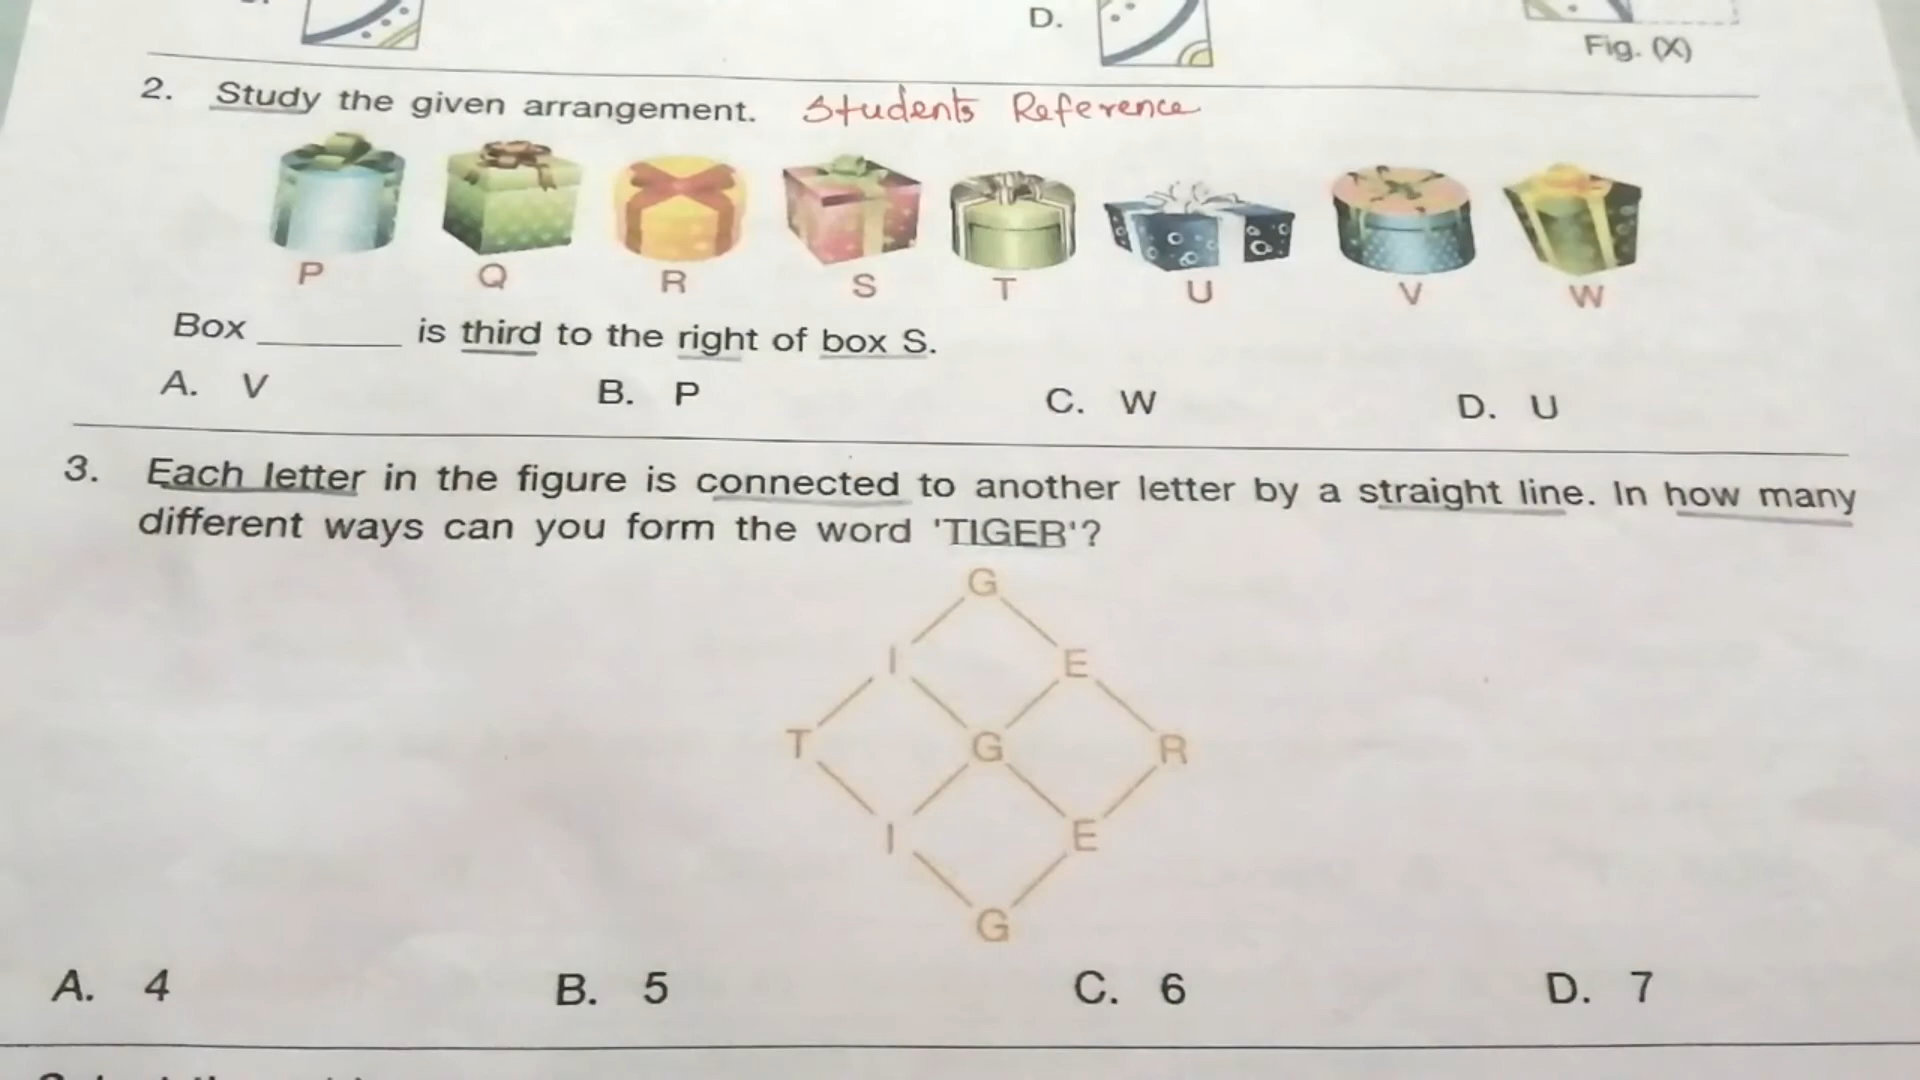 D.
Fig. (X)
2. Study the given arrangement. Students Reference
P Q R S T U V W
Box ______ is third to the right of box S.
A. V B. P C. W D. U
3. Each letter in the figure is connected to another letter by a straight line. In how many
different ways can you form the word 'TIGER'?
G
I E
T G R
I E
G
A. 4 B. 5 C. 6 D. 7